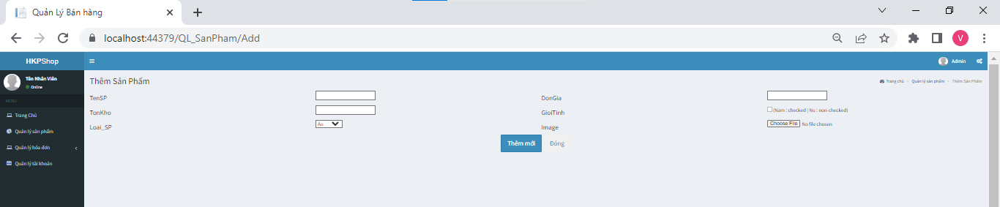 Quản Lý Bán hàng
localhost:44379/QL_SanPham/Add
V
HKPShop
Admin
Tên Nhân Viên
Online
MENU
Trang Chủ
Quản lý sản phẩm
Quản lý hóa đơn
Quản lý tài khoản
Thêm Sản Phẩm
Trang chủ > Quản lý sản phẩm > Thêm Sản Phẩm
TenSP
DonGia
TonKho
GioiTinh
(Nam : checked | Nu : non-checked)
Loai_SP
Áo
Image
Choose File No file chosen
Thêm mới
Đóng